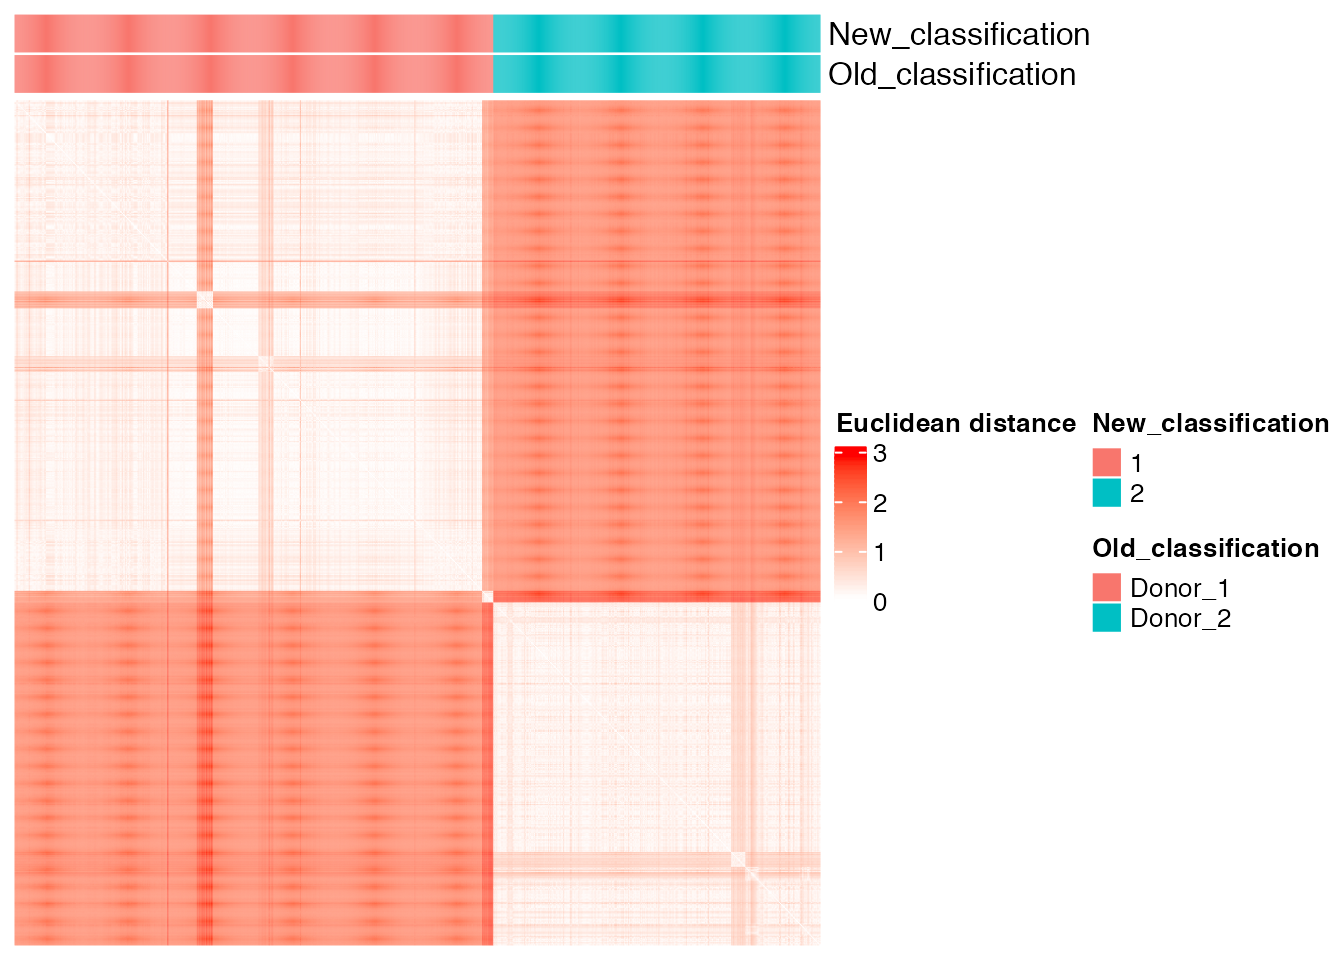 New_classification
Old_classification
Euclidean distance
3
2
1
0
New_classification
1
2
Old_classification
Donor_1
Donor_2